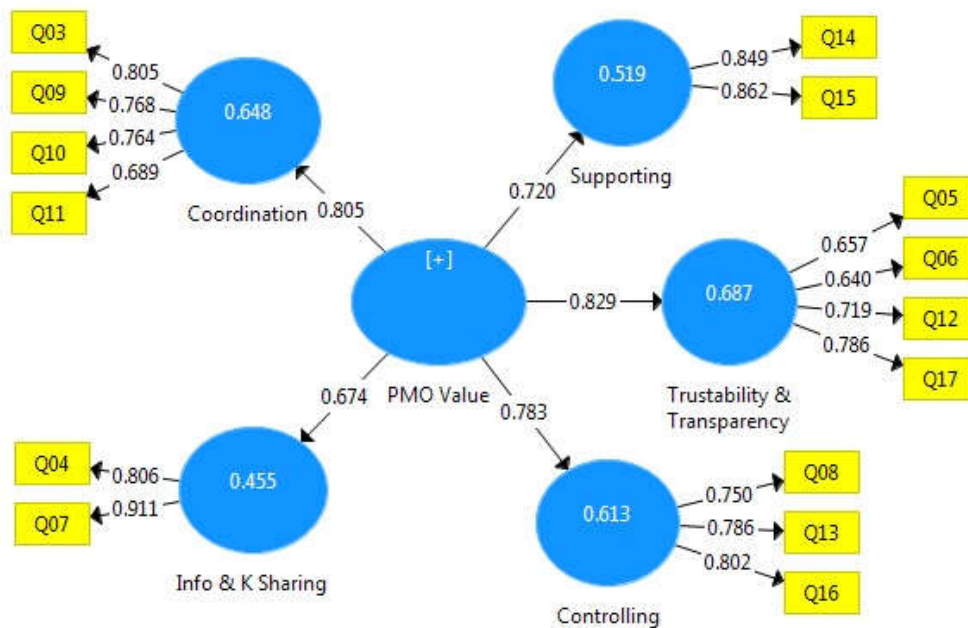 Q03
0.805
Q09
0.768
Q10
0.764
Q11
0.689
0.648
Coordination
0.805
0.519
Supporting
0.849
Q14
0.862
Q15
0.720
[+]
PMO Value
0.829
0.687
Trustability &
Transparency
0.657
Q05
0.640
Q06
0.719
Q12
0.786
Q17
0.674
0.455
Info & K Sharing
Q04
0.806
Q07
0.911
0.783
0.613
Controlling
0.750
Q08
0.786
Q13
0.802
Q16